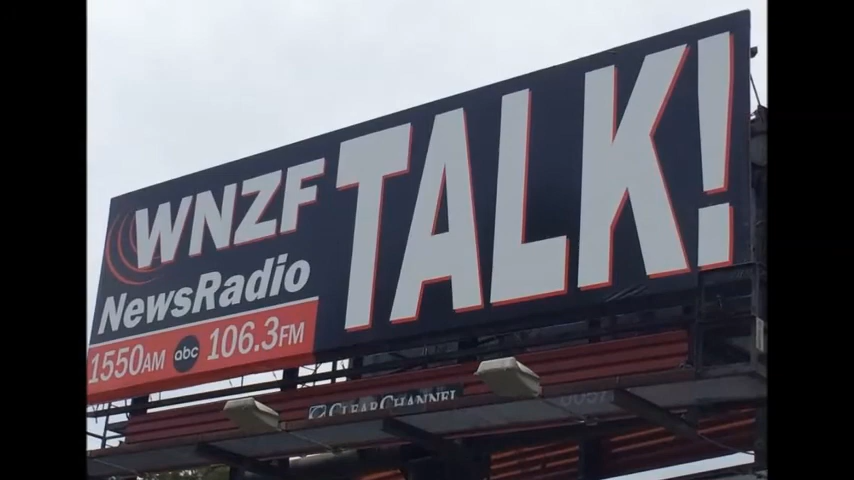 WNZF
NewsRadio
1550AM abc 106.3FM
TALK!
CLEAR CHANNEL